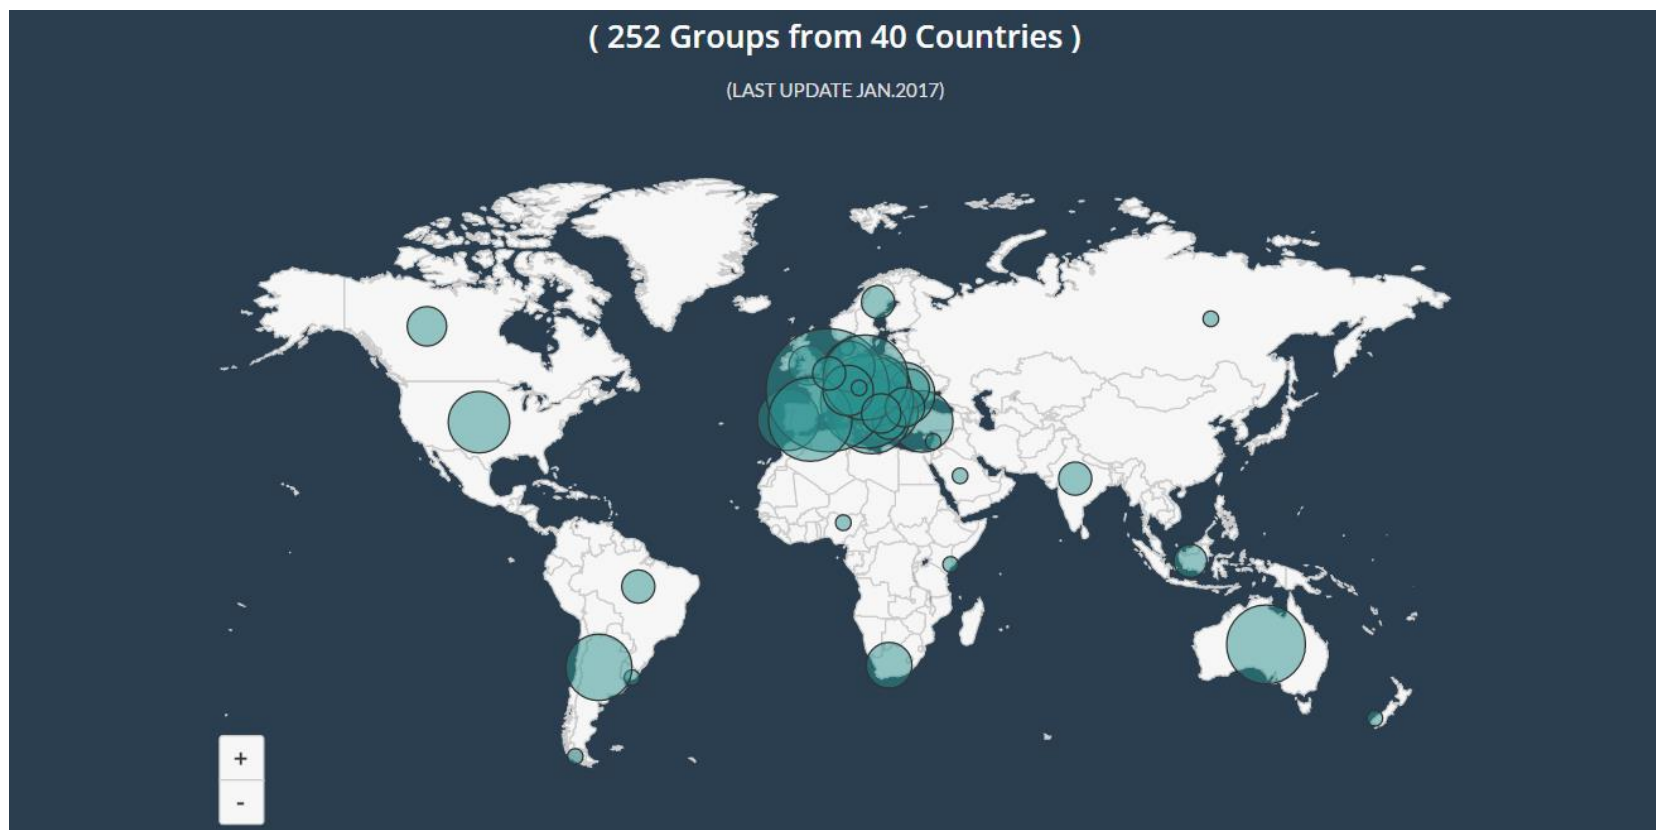 ( 252 Groups from 40 Countries )
(LAST UPDATE JAN.2017)
+
-